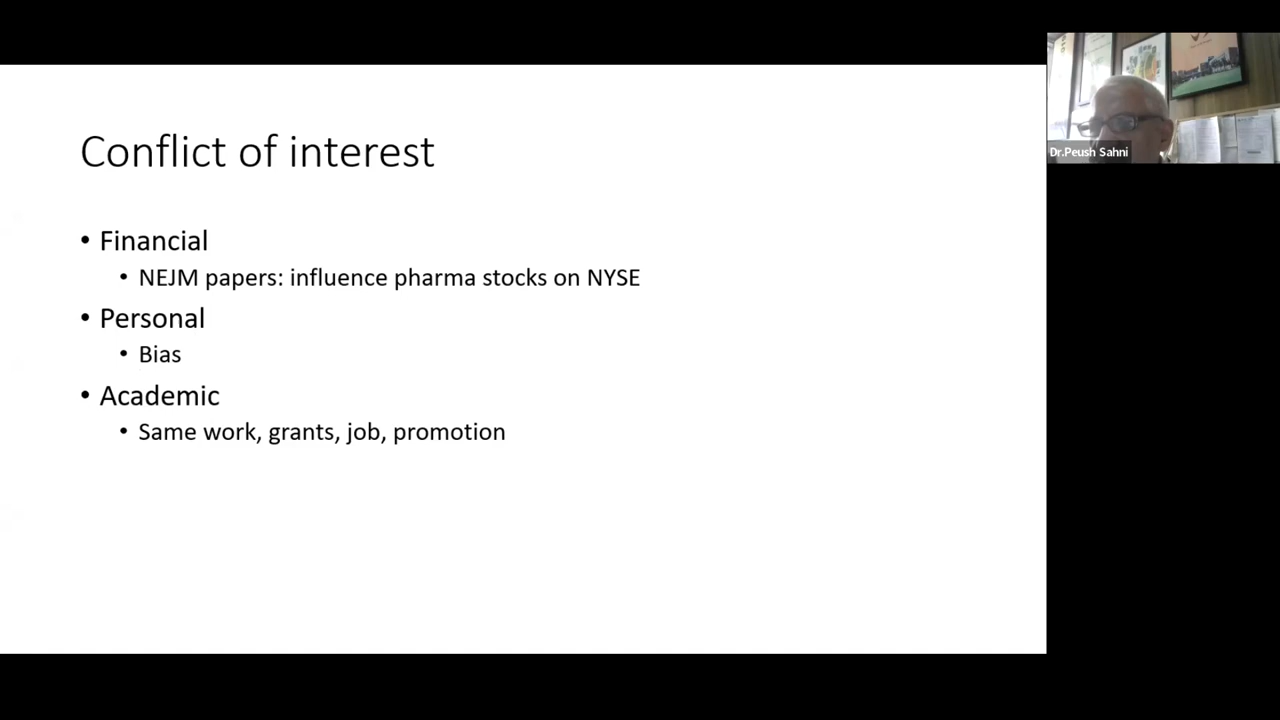 Conflict of interest
• Financial
• NEJM papers: influence pharma stocks on NYSE
• Personal
• Bias
• Academic
• Same work, grants, job, promotion
Dr.Peush Sahni